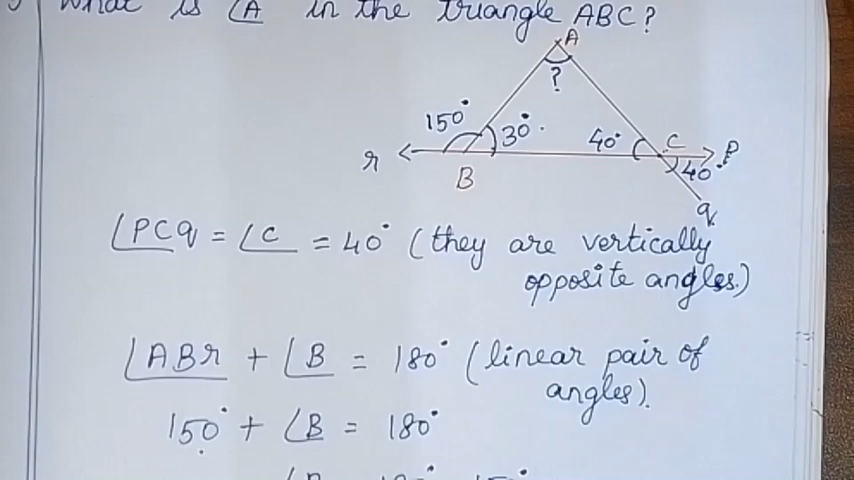 What is ∠A in the triangle ABC?
A
?
150° 30° 40° C P
r B 40°
q
∠PCq = ∠C = 40° (they are vertically
opposite angles.)
∠ABr + ∠B = 180° (linear pair of
angles).
150° + ∠B = 180°